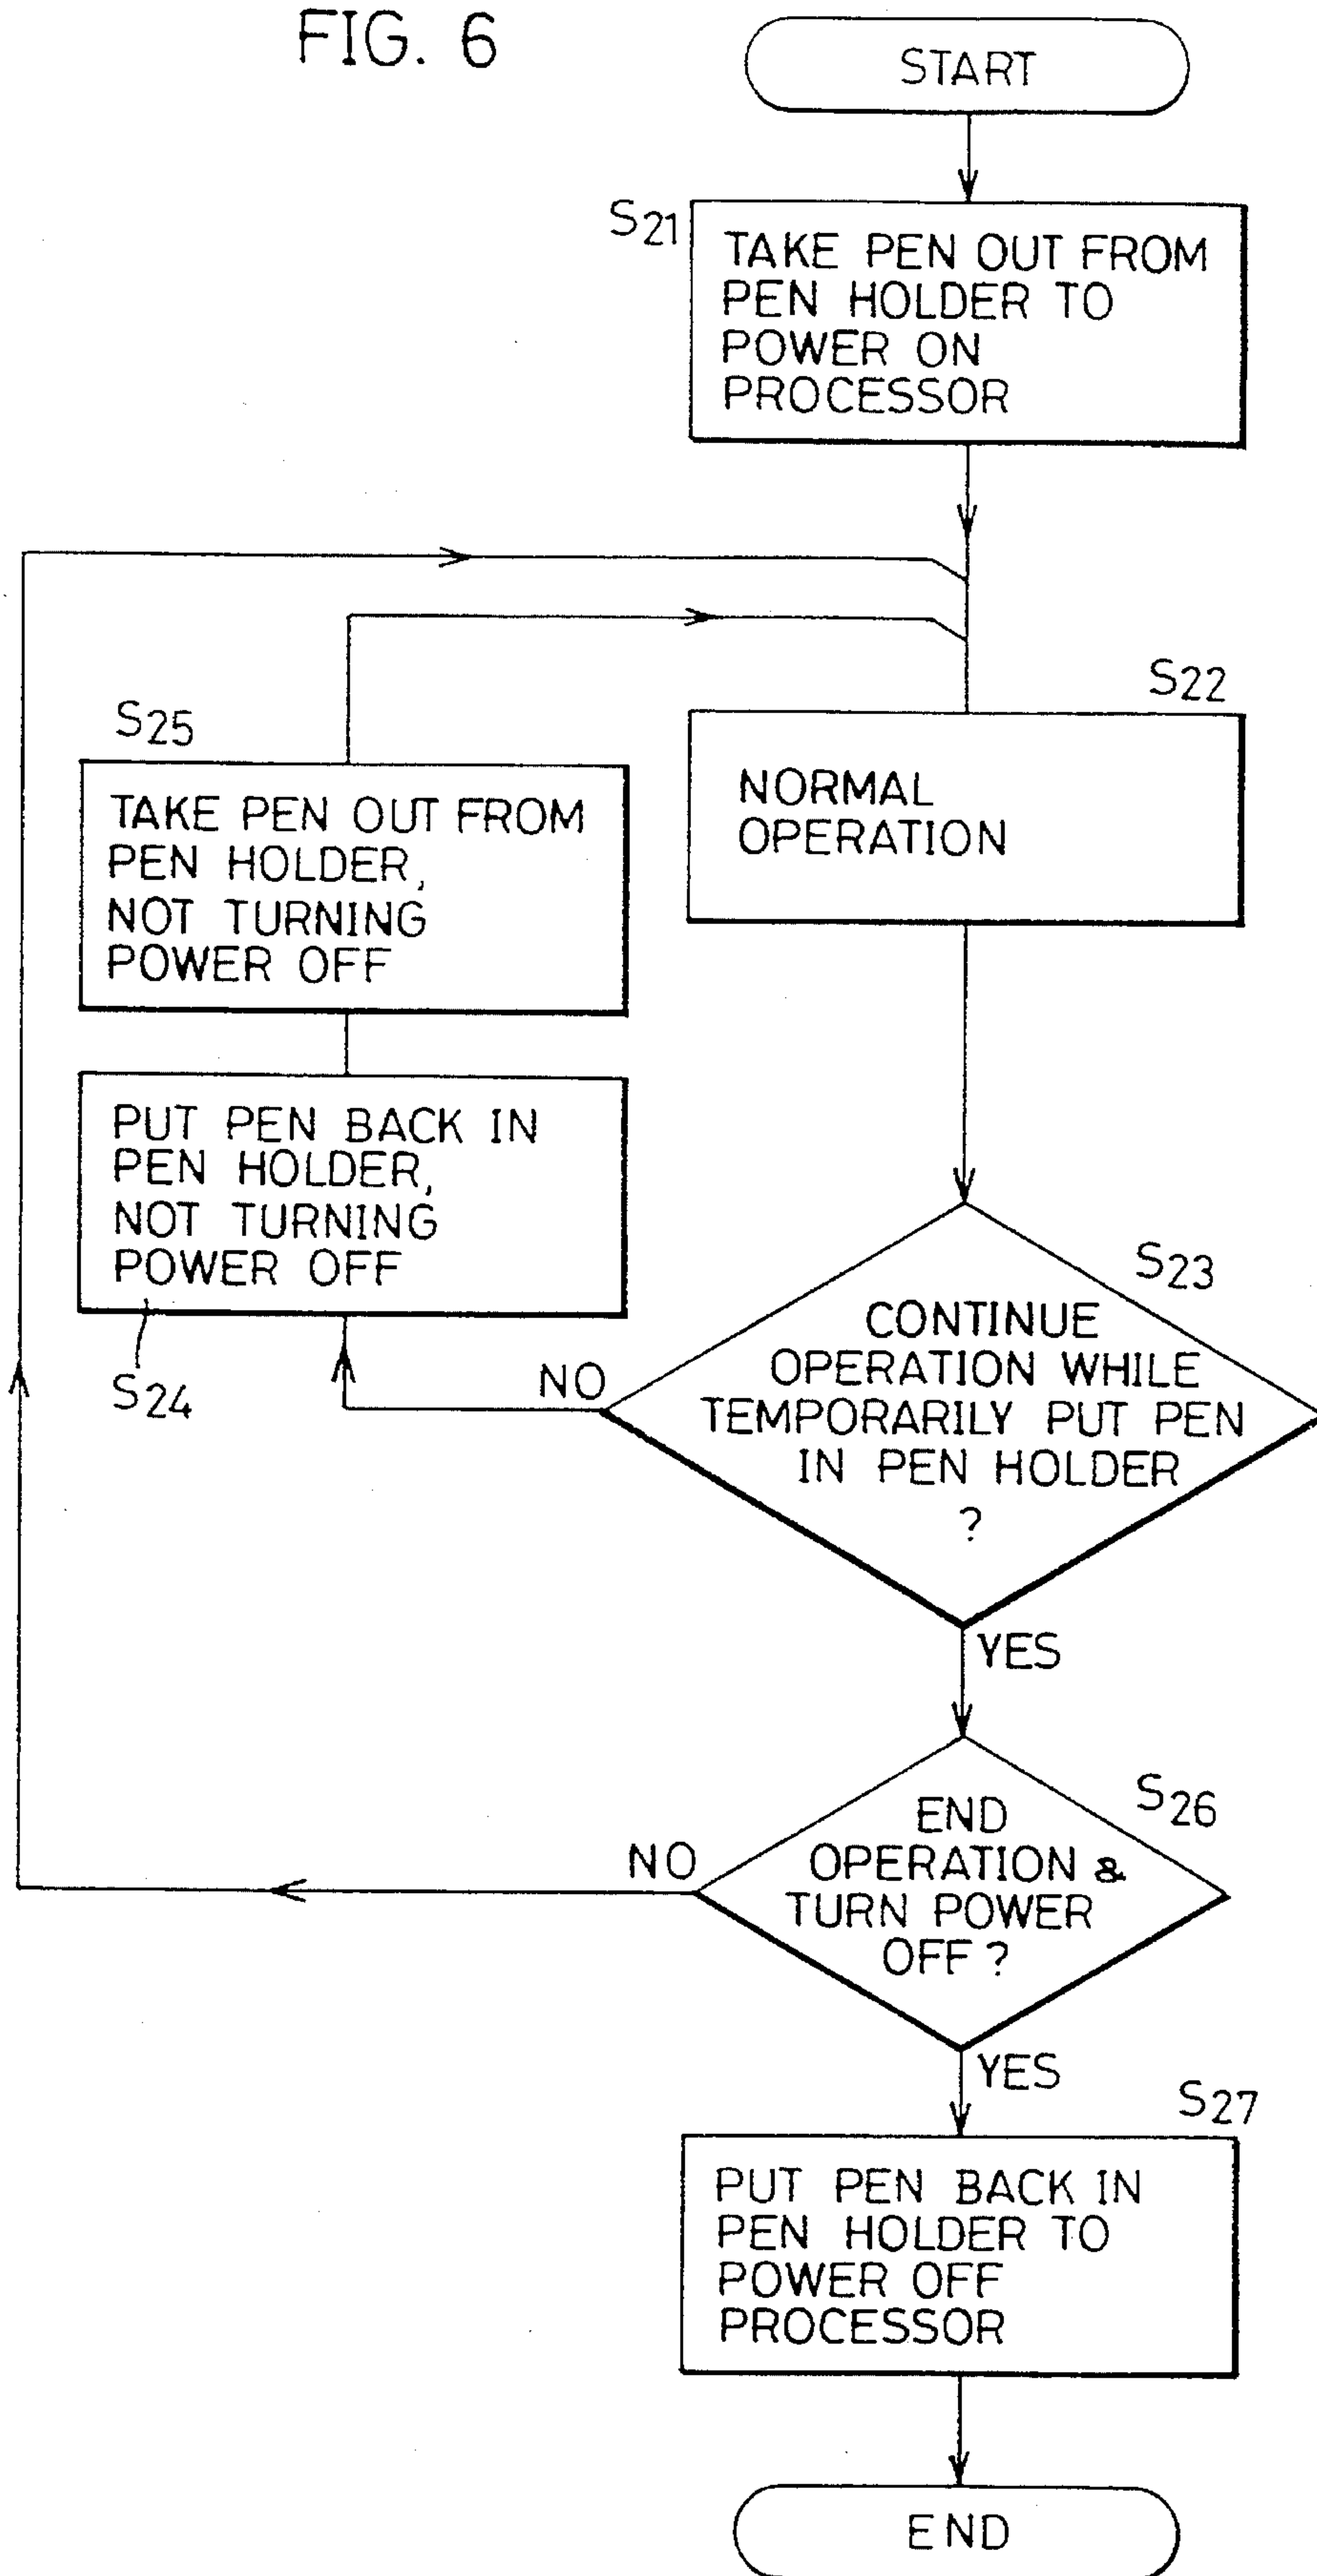 FIG. 6
START
S21
TAKE PEN OUT FROM
PEN HOLDER TO
POWER ON
PROCESSOR
S22
NORMAL
OPERATION
S25
TAKE PEN OUT FROM
PEN HOLDER,
NOT TURNING
POWER OFF
PUT PEN BACK IN
PEN HOLDER,
NOT TURNING
POWER OFF
S24
S23
CONTINUE
OPERATION WHILE
TEMPORARILY PUT PEN
IN PEN HOLDER
?
NO
YES
S26
END
OPERATION &
TURN POWER
OFF?
NO
YES
S27
PUT PEN BACK IN
PEN HOLDER TO
POWER OFF
PROCESSOR
END